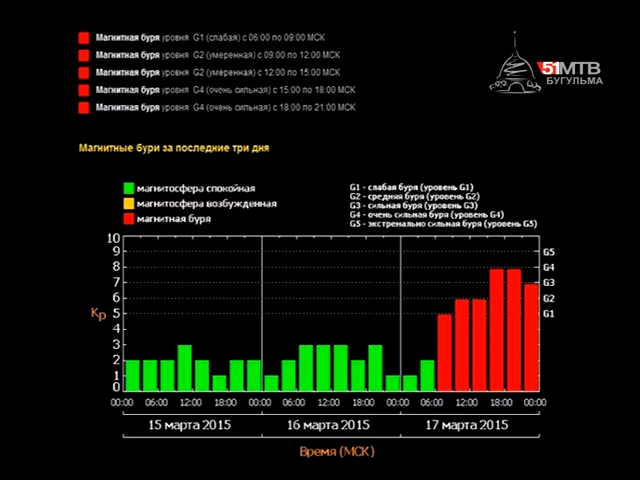 Магнитная буря уровня G1 (слабая) с 06:00 по 09:00 МСК
Магнитная буря уровня G2 (умеренная) с 09:00 по 12:00 МСК
Магнитная буря уровня G2 (умеренная) с 12:00 по 15:00 МСК
Магнитная буря уровня G4 (очень сильная) с 15:00 по 18:00 МСК
Магнитная буря уровня G4 (очень сильная) с 18:00 по 21:00 МСК
51МТВ
БУГУЛЬМА
Магнитные бури за последние три дня
магнитосфера спокойная
магнитосфера возбужденная
магнитная буря
G1 - слабая буря (уровень G1)
G2 - средняя буря (уровень G2)
G3 - сильная буря (уровень G3)
G4 - очень сильная буря (уровень G4)
G5 - экстремально сильная буря (уровень G5)
10
9
8
7
6
5
4
3
2
1
0
Kp
G5
G4
G3
G2
G1
00:00 06:00 12:00 18:00 00:00 06:00 12:00 18:00 00:00 06:00 12:00 18:00 00:00
15 марта 2015 16 марта 2015 17 марта 2015
Время (МСК)